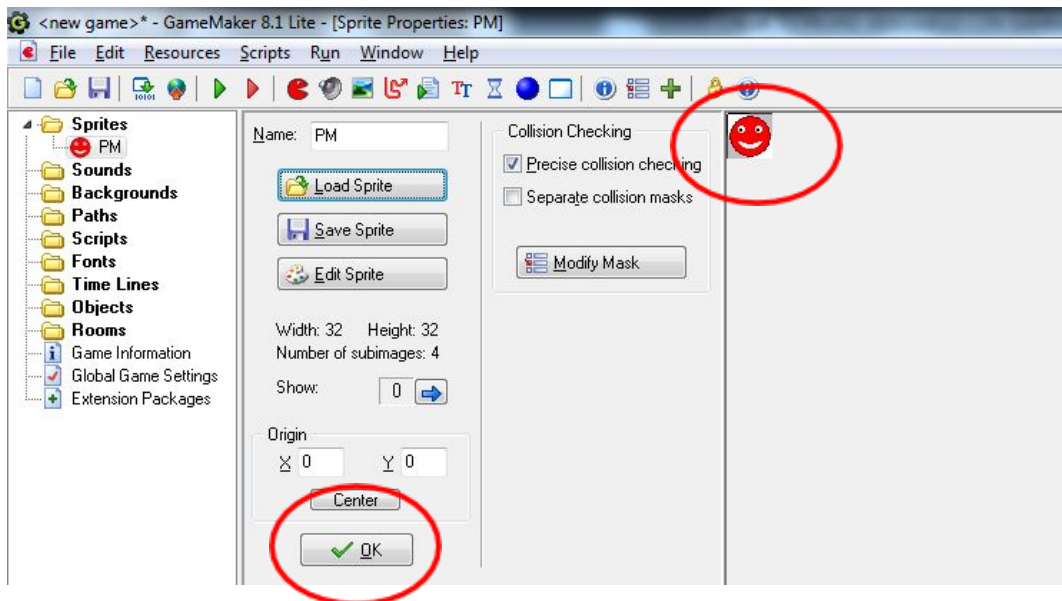 <new game>* - GameMaker 8.1 Lite - [Sprite Properties: PM]
File Edit Resources Scripts Run Window Help
Sprites
PM
Sounds
Backgrounds
Paths
Scripts
Fonts
Time Lines
Objects
Rooms
Game Information
Global Game Settings
Extension Packages
Name: PM
Load Sprite
Save Sprite
Edit Sprite
Width: 32 Height: 32
Number of subimages: 4
Show: 0
Origin
X 0 Y 0
Center
OK
Collision Checking
Precise collision checking
Separate collision masks
Modify Mask